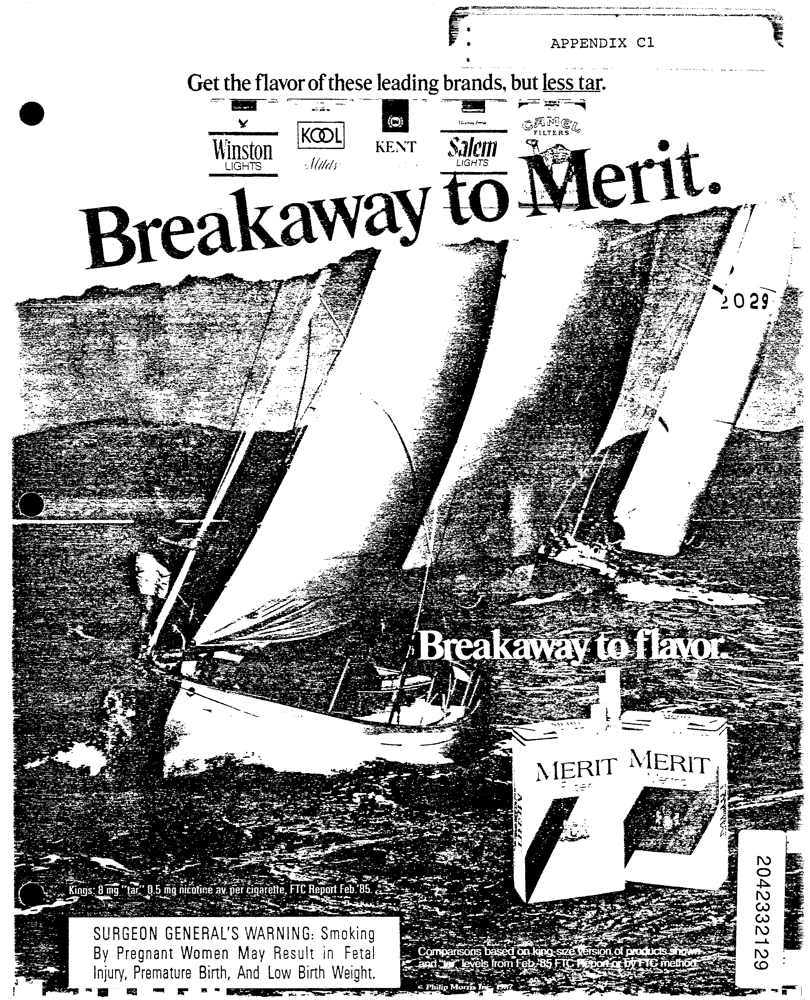 APPENDIX C1
Get the flavor of these leading brands, but less tar.
Winston
LIGHTS
KOOL
Milds
KENT
Salem
LIGHTS
CAMEL
FILTERS
Breakaway to Merit.
2029
Breakaway to flavor.
MERIT MERIT
Kings: 8 mg "tar," 0.5 mg nicotine av. per cigarette, FTC Report Feb. '85.
SURGEON GENERAL'S WARNING: Smoking
By Pregnant Women May Result in Fetal
Injury, Premature Birth, And Low Birth Weight.
Comparisons based on king-size version of products shown
and "tar" levels from Feb. '85 FTC Report or by FTC method.
© Philip Morris Inc. 1987
2042332129